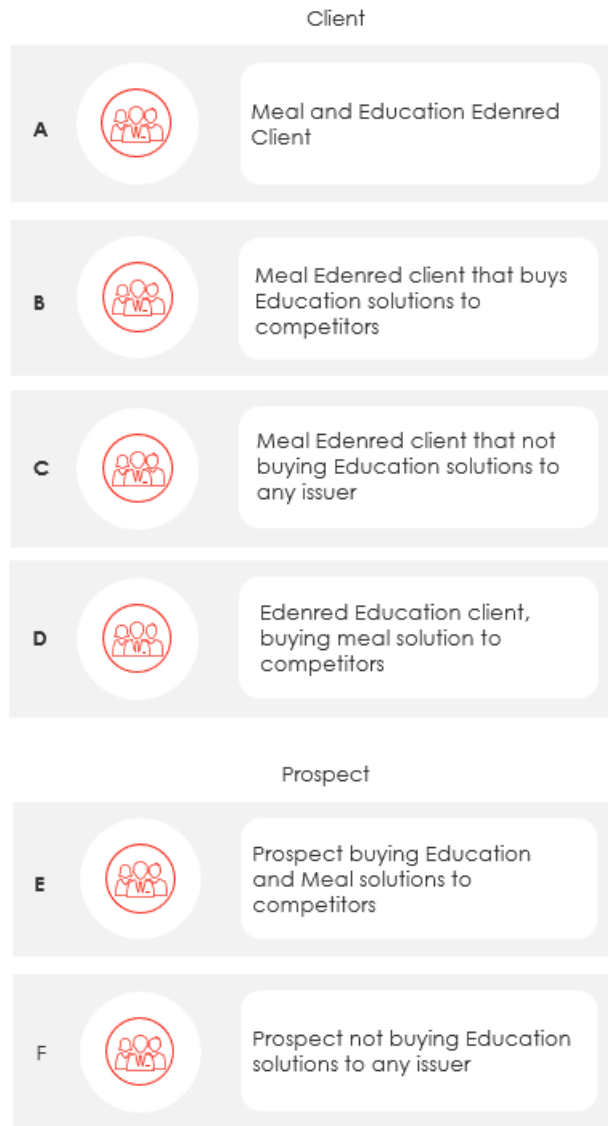 Client
A
Meal and Education Edenred
Client
B
Meal Edenred client that buys
Education solutions to
competitors
C
Meal Edenred client that not
buying Education solutions to
any issuer
D
Edenred Education client,
buying meal solution to
competitors
Prospect
E
Prospect buying Education
and Meal solutions to
competitors
F
Prospect not buying Education
solutions to any issuer